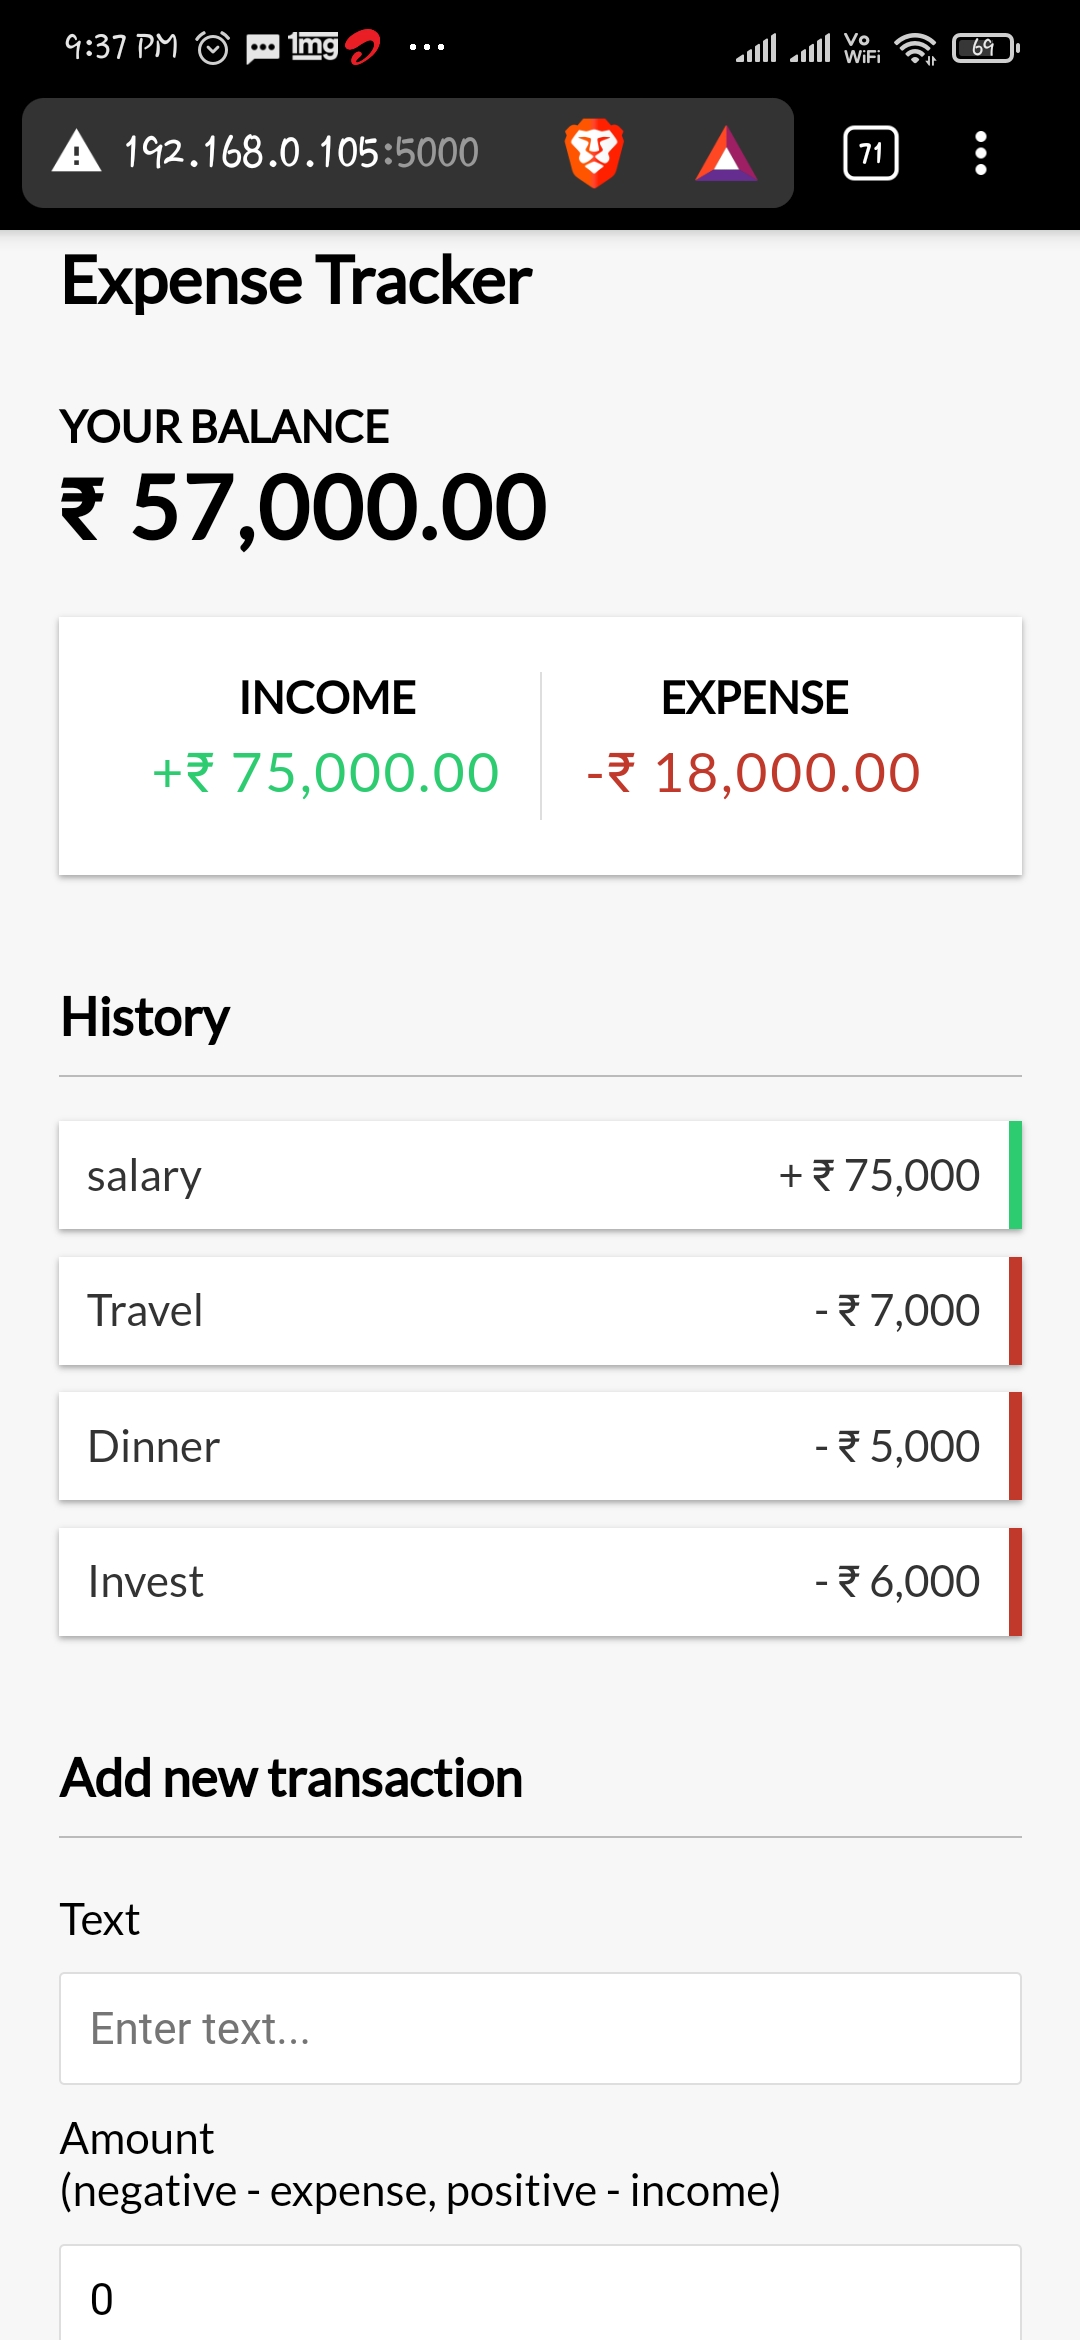 9:37 PM 1mg ... Vo WiFi 69
192.168.0.105:5000 71
Expense Tracker
YOUR BALANCE
₹ 57,000.00
INCOME EXPENSE
+₹ 75,000.00 -₹ 18,000.00
History
salary + ₹ 75,000
Travel - ₹ 7,000
Dinner - ₹ 5,000
Invest - ₹ 6,000
Add new transaction
Text
Enter text...
Amount
(negative - expense, positive - income)
0